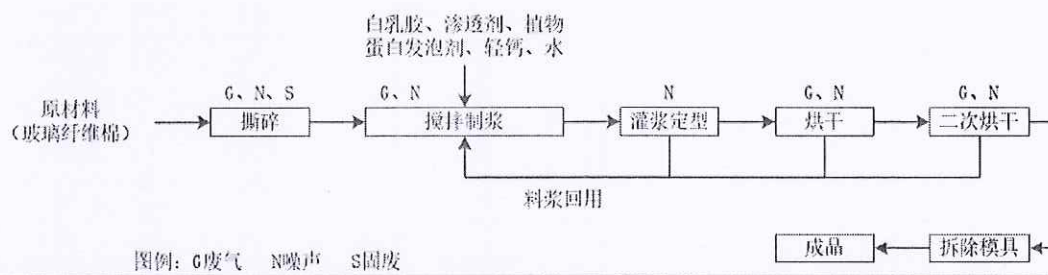 白乳胶、渗透剂、植物
蛋白发泡剂、轻钙、水
G、N、S
G、N
N
G、N
G、N
原材料
（玻璃纤维棉）
撕碎
搅拌制浆
灌浆定型
烘干
二次烘干
料浆回用
成品
拆除模具
图例：G废气 N噪声 S固废